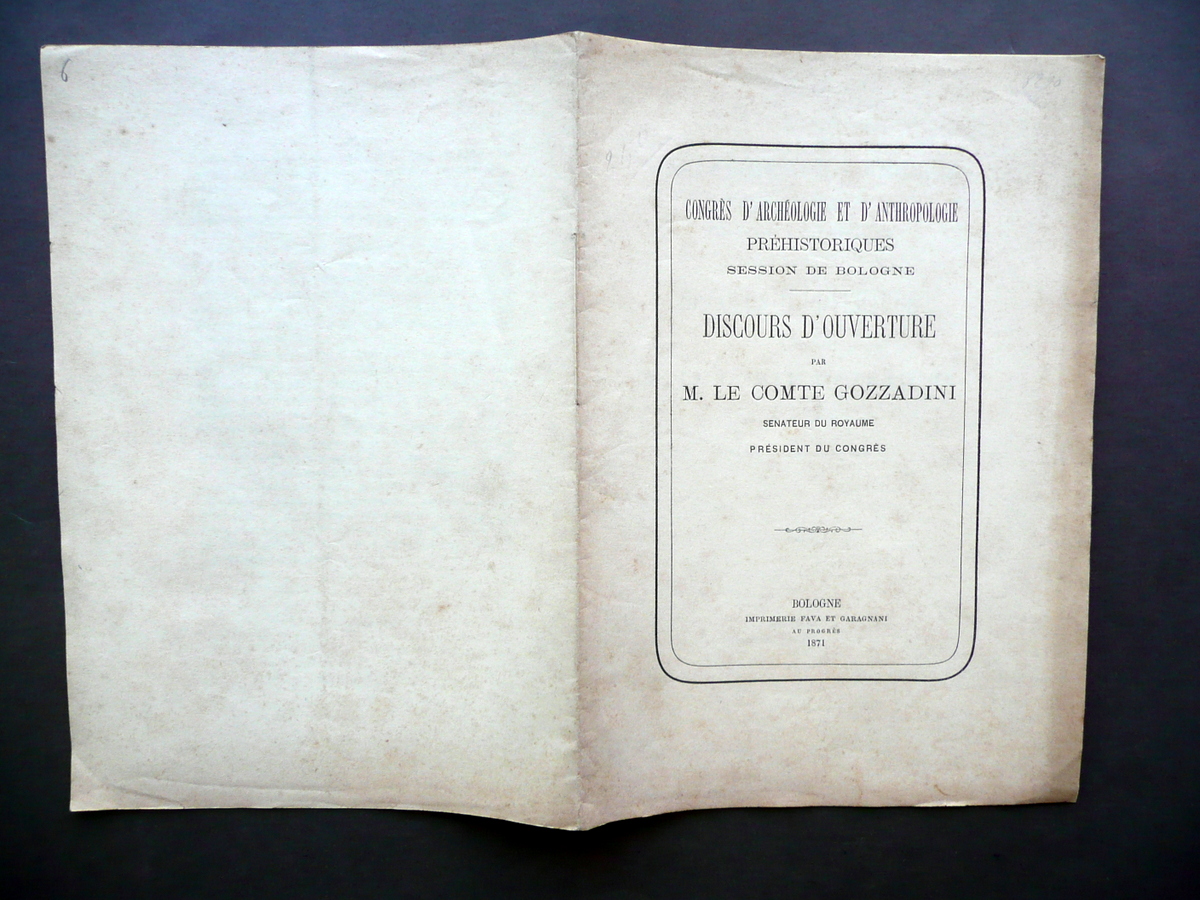 6
CONGRÈS D'ARCHÉOLOGIE ET D'ANTHROPOLOGIE
PRÉHISTORIQUES
SESSION DE BOLOGNE
DISCOURS D'OUVERTURE
PAR
M. LE COMTE GOZZADINI
SENATEUR DU ROYAUME
PRÉSIDENT DU CONGRÈS
BOLOGNE
IMPRIMERIE FAVA ET GARAGNANI
AU PROGRÈS
1871